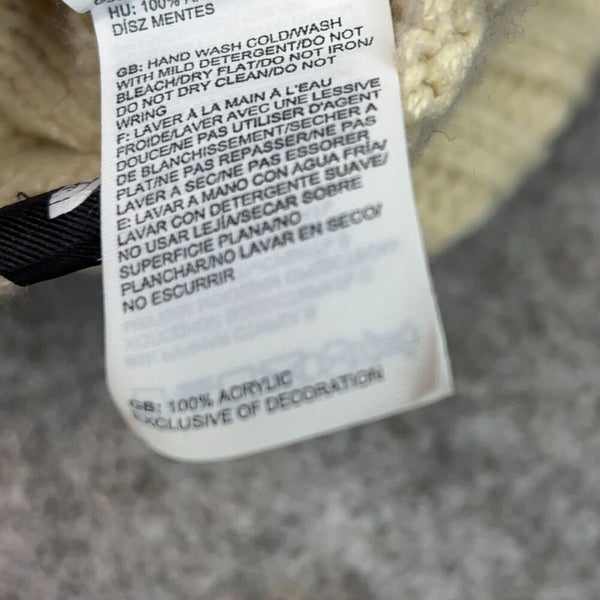 HU: 100%
DÍSZ MENTES
GB: HAND WASH COLD/WASH
WITH MILD DETERGENT/DO NOT
BLEACH/DRY FLAT/DO NOT IRON/
DO NOT DRY CLEAN/DO NOT
WRING
F: LAVER À LA MAIN À L'EAU
FROIDE/LAVER AVEC UNE LESSIVE
DOUCE/NE PAS UTILISER D'AGENT
DE BLANCHISSEMENT/SECHER A
PLAT/NE PAS REPASSER/NE PAS
LAVER A SEC/NE PAS ESSORER
E: LAVAR A MANO CON AGUA FRÍA/
LAVAR CON DETERGENTE SUAVE/
NO USAR LEJÍA/SECAR SOBRE
SUPERFICIE PLANA/NO
PLANCHAR/NO LAVAR EN SECO/
NO ESCURRIR
GB: 100% ACRYLIC
EXCLUSIVE OF DECORATION